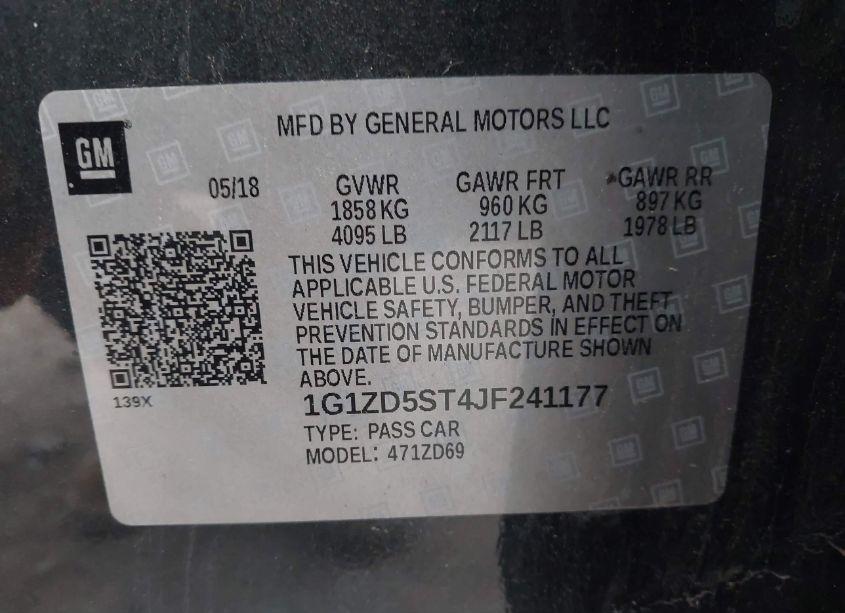 MFD BY GENERAL MOTORS LLC
GM
05/18 GVWR GAWR FRT GAWR RR
1858 KG 960 KG 897 KG
4095 LB 2117 LB 1978 LB
THIS VEHICLE CONFORMS TO ALL
APPLICABLE U.S. FEDERAL MOTOR
VEHICLE SAFETY, BUMPER, AND THEFT
PREVENTION STANDARDS IN EFFECT ON
THE DATE OF MANUFACTURE SHOWN
ABOVE.
139X
1G1ZD5ST4JF241177
TYPE: PASS CAR
MODEL: 471ZD69